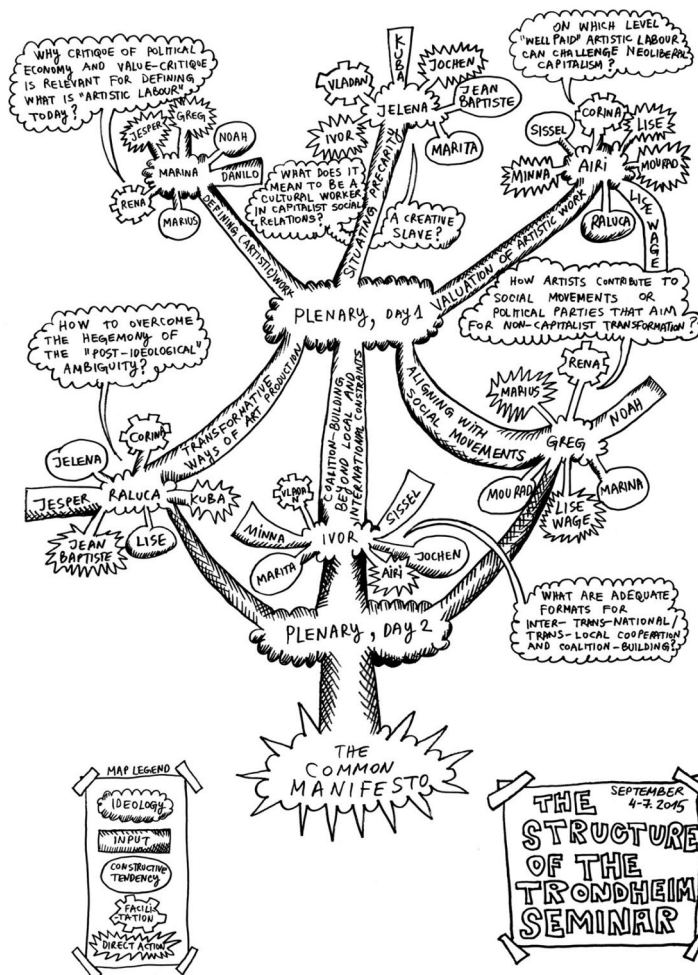 WHY CRITIQUE OF POLITICAL
ECONOMY AND VALUE-CRITIQUE
IS RELEVANT FOR DEFINING
WHAT IS "ARTISTIC LABOUR"
TODAY?
JESPER
GREG
NOAH
MARINA
DANILO
RENA
MARIUS
DEFINING (ARTISTIC) WORK
KUBA
VLADAN
JOCHEN
JELENA
JEAN
BAPTISTE
IVOR
MARITA
WHAT DOES IT
MEAN TO BE A
CULTURAL WORKER
IN CAPITALIST SOCIAL
RELATIONS?
SITUATING PRECARITY
A CREATIVE
SLAVE?
ON WHICH LEVEL
"WELL PAID" ARTISTIC LABOUR
CAN CHALLENGE NEOLIBERAL
CAPITALISM?
CORINA
SISSEL
LISE
AIRI
MOURAD
MINNA
RALUCA
LISE WAGE
VALUATION OF ARTISTIC WORK
PLENARY, DAY 1
HOW ARTISTS CONTRIBUTE TO
SOCIAL MOVEMENTS OR
POLITICAL PARTIES THAT AIM
FOR NON-CAPITALIST TRANSFORMATION?
HOW TO OVERCOME
THE HEGEMONY OF
THE "POST-IDEOLOGICAL"
AMBIGUITY?
TRANSFORMATIVE
WAYS OF ART PRODUCTION
COALITION-BUILDING
BEYOND LOCAL AND
INTERNATIONAL CONSTRAINTS
ALIGNING WITH
SOCIAL MOVEMENTS
CORINA
JELENA
JESPER
RALUCA
KUBA
JEAN
BAPTISTE
LISE
VLADA
N
MINNA
IVOR
SISSEL
MARITA
AIRI
JOCHEN
RENA
MARIUS
NOAH
GREG
MOURAD
MARINA
LISE
WAGE
WHAT ARE ADEQUATE
FORMATS FOR
INTER- TRANS-NATIONAL/
TRANS-LOCAL COOPERATION
AND COALITION-BUILDING?
PLENARY, DAY 2
THE
COMMON
MANIFESTO
MAP LEGEND
IDEOLOGY
INPUT
CONSTRUCTIVE
TENDENCY
FACILI-
TATION
DIRECT ACTION
SEPTEMBER
4-7. 2015
THE
STRUCTURE
OF THE
TRONDHEIM
SEMINAR